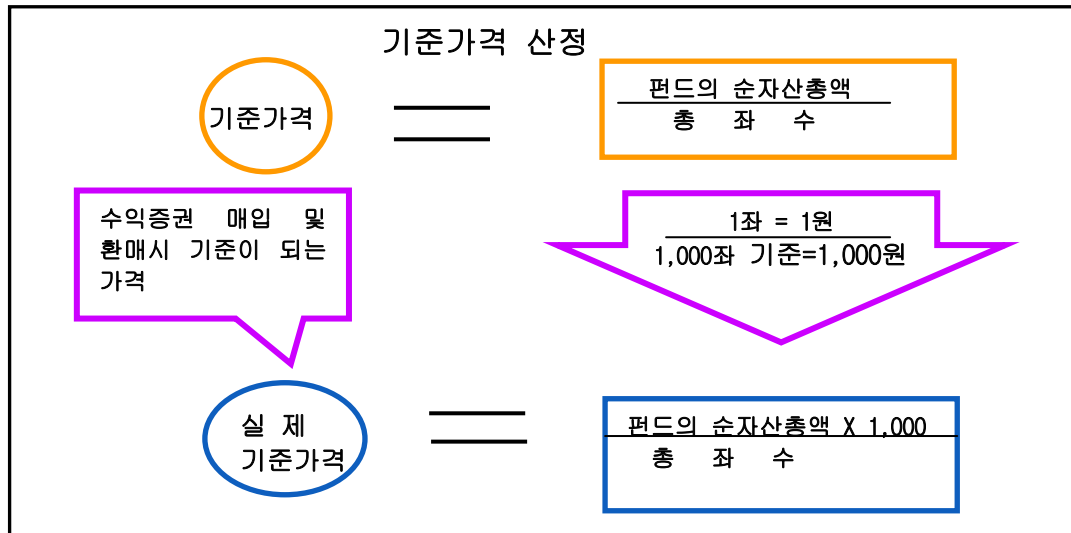 기준가격 산정
기준가격
펀드의 순자산총액
총 좌 수
수익증권 매입 및
환매시 기준이 되는
가격
1좌 = 1원
1,000좌 기준=1,000원
실 제
기준가격
펀드의 순자산총액 X 1,000
총 좌 수